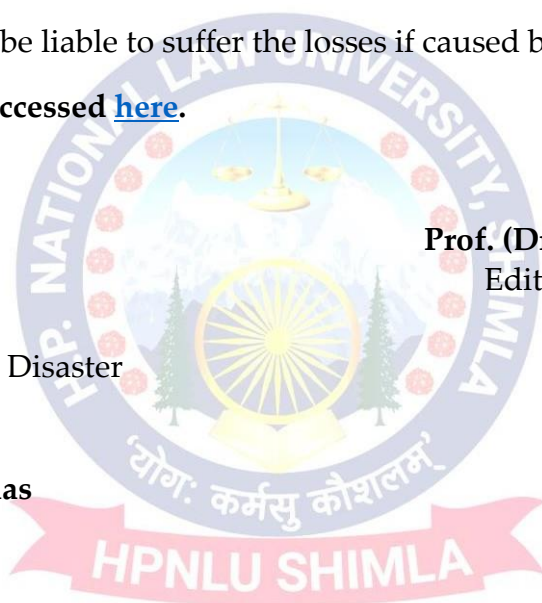 be liable to suffer the losses if caused b
ccessed here.
Prof. (D
Edit
Disaster
as
HP. NATIONAL LAW UNIVERSITY, SHIMLA
'योगः कर्मसु कौशलम्'
HPNLU SHIMLA